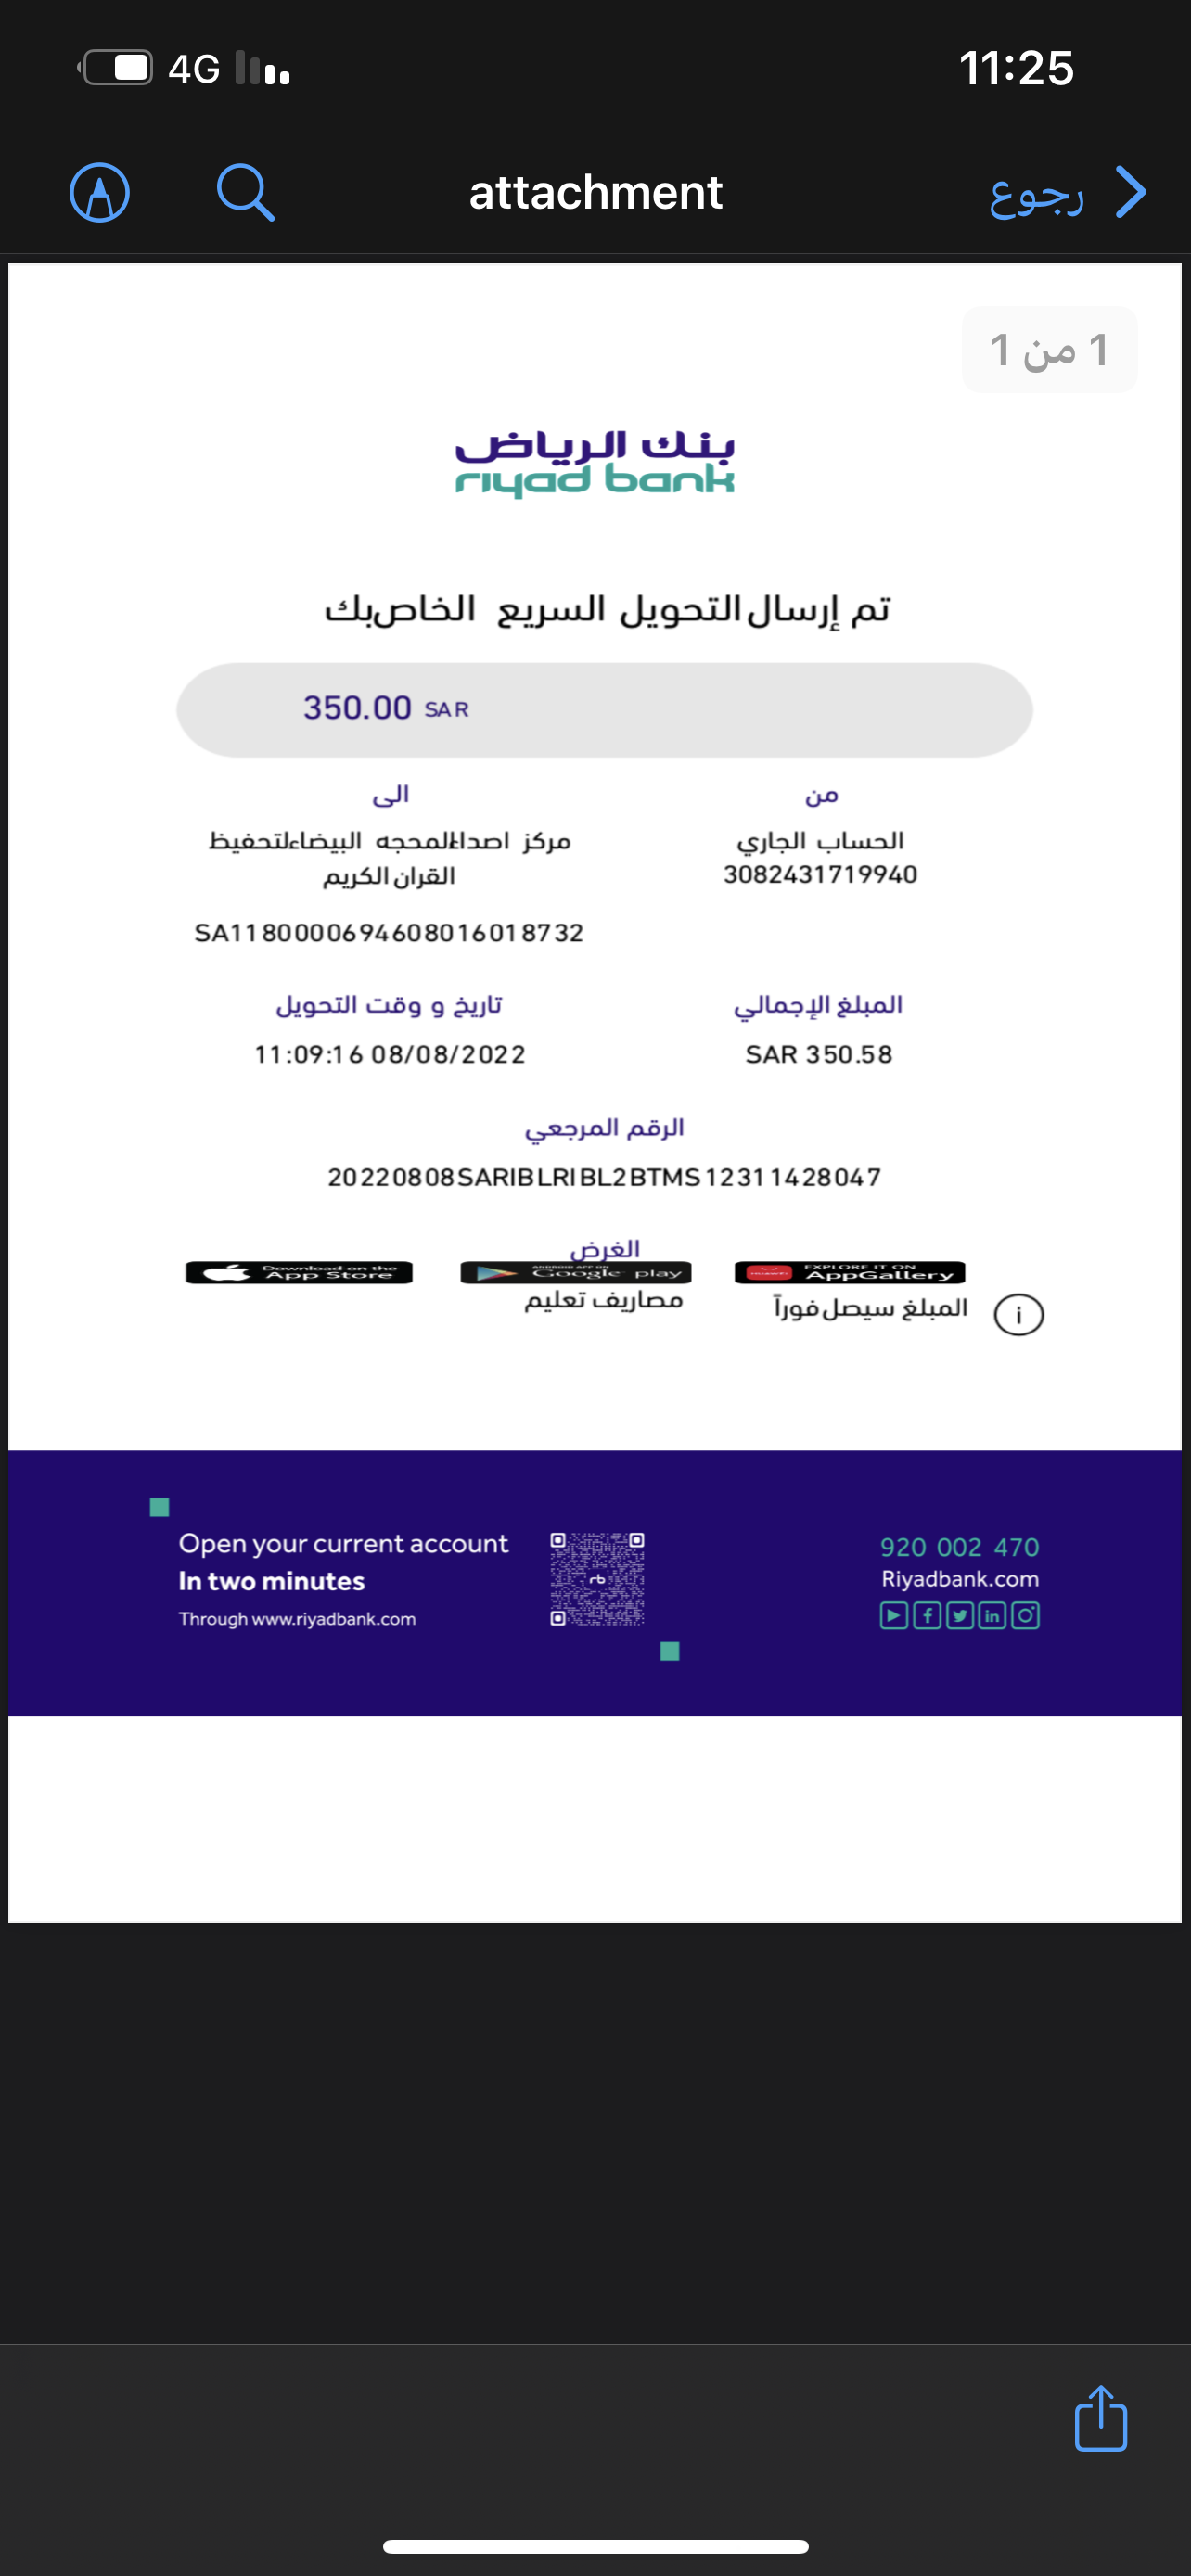 11:25
4G
رجوع
attachment
1 من 1
بنك الرياض
riyad bank
تم إرسال التحويل السريع الخاص بك
350.00 SAR
من
الحساب الجاري
3082431719940
الى
مركز اصداءالمحجه البيضاءلتحفيظ
القران الكريم
SA1180000694608016018732
المبلغ الإجمالي
SAR 350.58
تاريخ و وقت التحويل
11:09:16 08/08/2022
الرقم المرجعي
20220808SARIBLRIBL2BTMS12311428047
الغرض
EXPLORE IT ON
AppGallery
ANDROID APP ON
Google play
Download on the
App Store
مصاريف تعليم
المبلغ سيصل فوراً
Open your current account
In two minutes
Through www.riyadbank.com
rb
920 002 470
Riyadbank.com